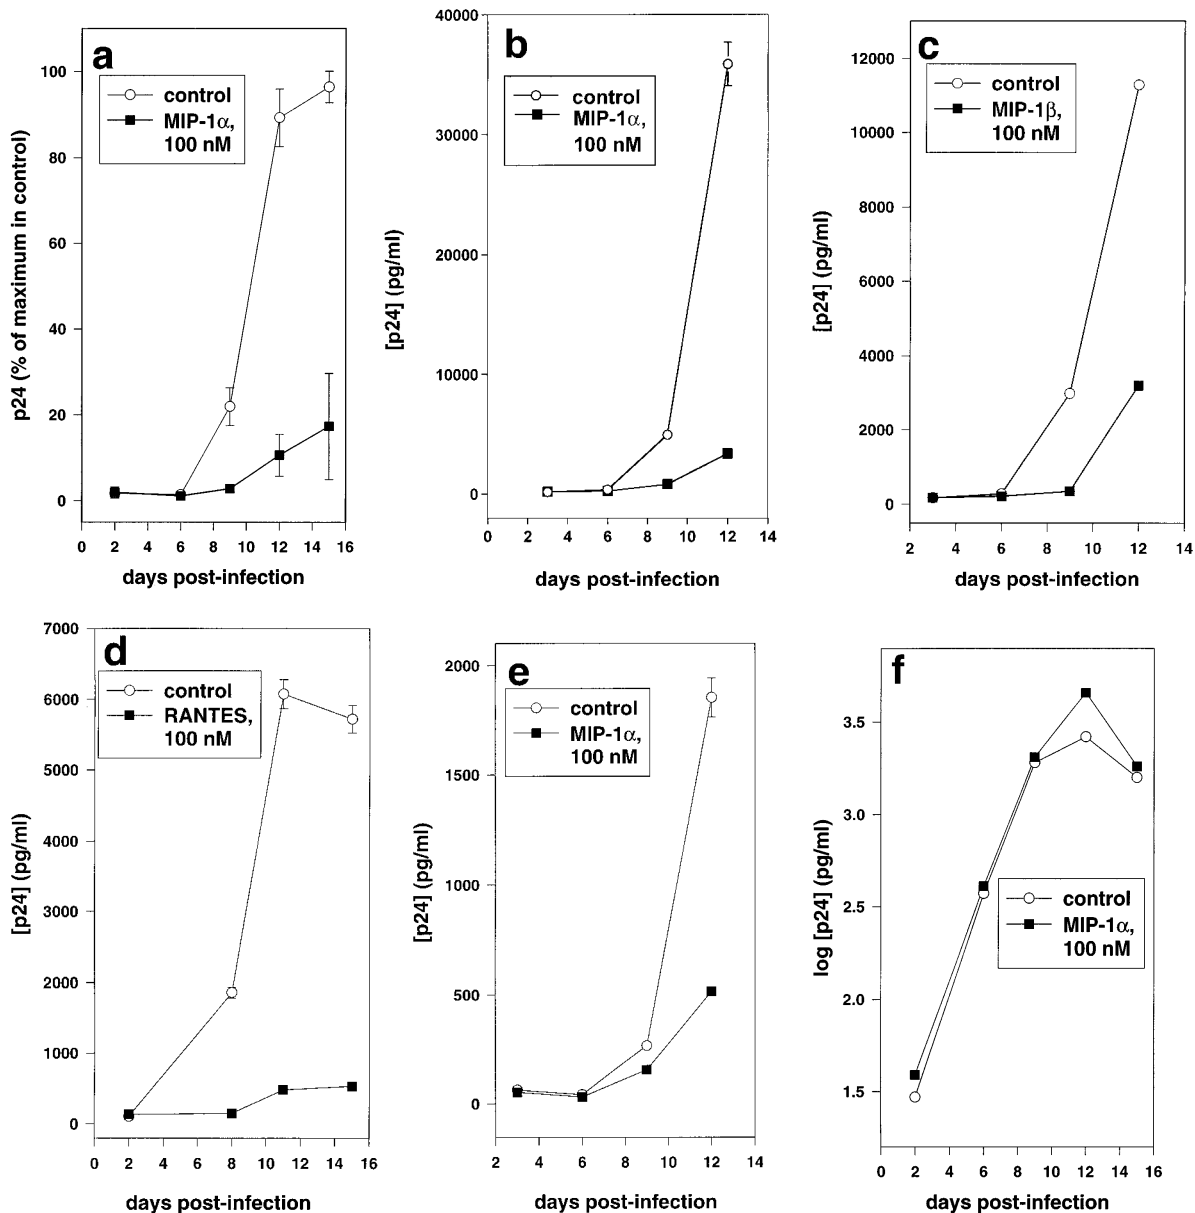 a
control
MIP-1α,
100 nM
p24 (% of maximum in control)
100
80
60
40
20
0
0 2 4 6 8 10 12 14 16
days post-infection
b
control
MIP-1α,
100 nM
[p24] (pg/ml)
40000
30000
20000
10000
0
0 2 4 6 8 10 12 14
days post-infection
c
control
MIP-1β,
100 nM
[p24] (pg/ml)
12000
10000
8000
6000
4000
2000
0
2 4 6 8 10 12 14
days post-infection
d
control
RANTES,
100 nM
[p24] (pg/ml)
7000
6000
5000
4000
3000
2000
1000
0
0 2 4 6 8 10 12 14 16
days post-infection
e
control
MIP-1α,
100 nM
[p24] (pg/ml)
2000
1500
1000
500
0
2 4 6 8 10 12 14
days post-infection
f
control
MIP-1α,
100 nM
log [p24] (pg/ml)
3.5
3.0
2.5
2.0
1.5
0 2 4 6 8 10 12 14 16
days post-infection